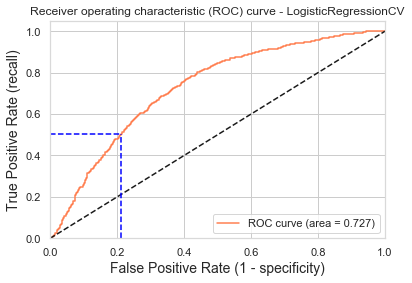 Receiver operating characteristic (ROC) curve - LogisticRegressionCV
True Positive Rate (recall)
1.0
0.8
0.6
0.4
0.2
0.0
ROC curve (area = 0.727)
0.0 0.2 0.4 0.6 0.8 1.0
False Positive Rate (1 - specificity)